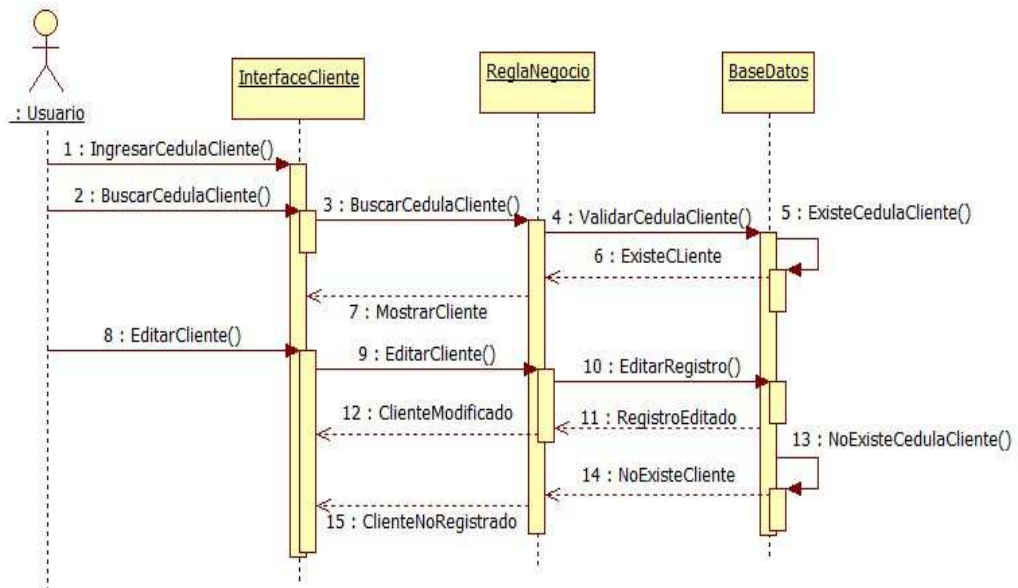 : Usuario
InterfaceCliente
ReglaNegocio
BaseDatos
1 : IngresarCedulaCliente()
2 : BuscarCedulaCliente()
3 : BuscarCedulaCliente()
4 : ValidarCedulaCliente()
5 : ExisteCedulaCliente()
6 : ExisteCLiente
7 : MostrarCliente
8 : EditarCliente()
9 : EditarCliente()
10 : EditarRegistro()
11 : RegistroEditado
12 : ClienteModificado
13 : NoExisteCedulaCliente()
14 : NoExisteCliente
15 : ClienteNoRegistrado